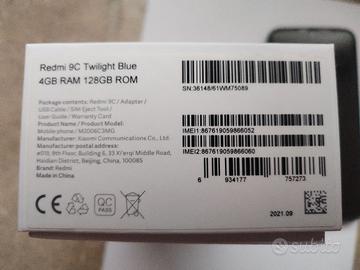 Redmi 9C Twilight Blue
4GB RAM 128GB ROM
Package contents: Redmi 9C / Adapter /
USB Cable / SIM Eject Tool /
User Guide / Warranty Card
Product name / Product Model:
Mobile phone / M2006C3MG
Manufacturer: Xiaomi Communications Co., Ltd.
Manufacturer postal address:
#019, 9th Floor, Building 6, 33 Xi'erqi Middle Road,
Haidian District, Beijing, China, 100085
Brand: Redmi
Made in China
CE
QC
PASS
SN:36148/61WM75089
IMEI1:867619059866052
IMEI2:867619059866060
6 934177 757273
2021.09
subito